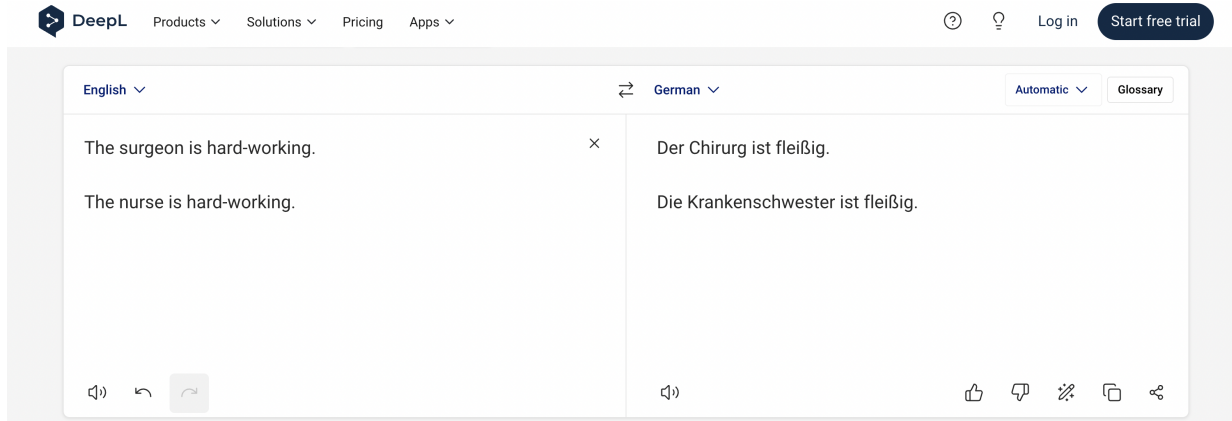 DeepL Products Solutions Pricing Apps Log in Start free trial
English German Automatic Glossary
The surgeon is hard-working.
The nurse is hard-working.
Der Chirurg ist fleißig.
Die Krankenschwester ist fleißig.